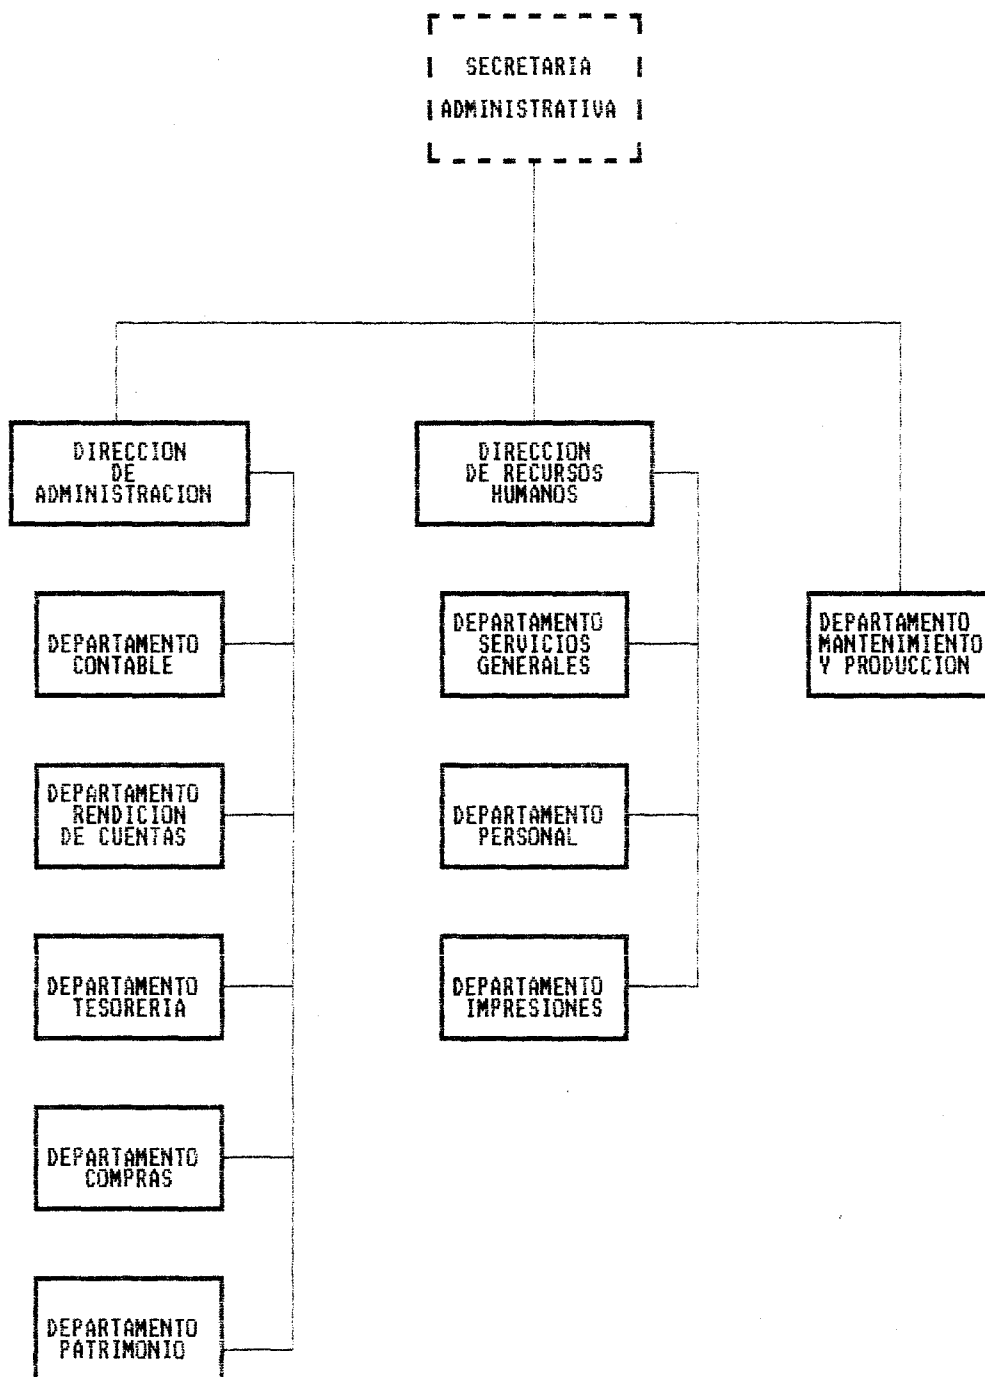 SECRETARIA
ADMINISTRATIVA
DIRECCION
DE
ADMINISTRACION
DIRECCION
DE RECURSOS
HUMANOS
DEPARTAMENTO
CONTABLE
DEPARTAMENTO
SERVICIOS
GENERALES
DEPARTAMENTO
MANTENIMIENTO
Y PRODUCCION
DEPARTAMENTO
RENDICION
DE CUENTAS
DEPARTAMENTO
PERSONAL
DEPARTAMENTO
TESORERIA
DEPARTAMENTO
IMPRESIONES
DEPARTAMENTO
COMPRAS
DEPARTAMENTO
PATRIMONIO